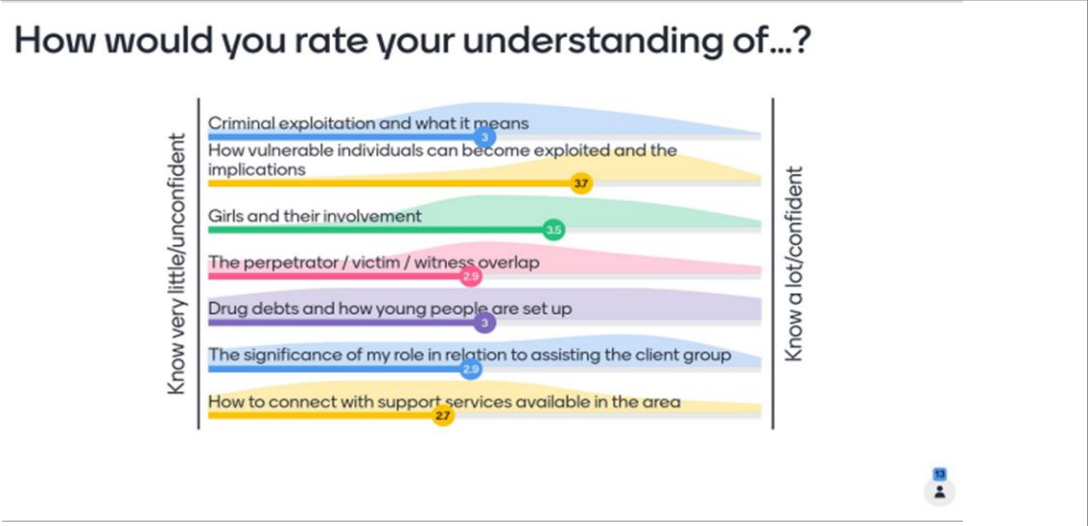 How would you rate your understanding of...?
Know very little/unconfident
Criminal exploitation and what it means
3
How vulnerable individuals can become exploited and the
implications
3.7
Girls and their involvement
3.5
The perpetrator / victim / witness overlap
2.9
Drug debts and how young people are set up
3
The significance of my role in relation to assisting the client group
2.9
How to connect with support services available in the area
2.7
Know a lot/confident
13